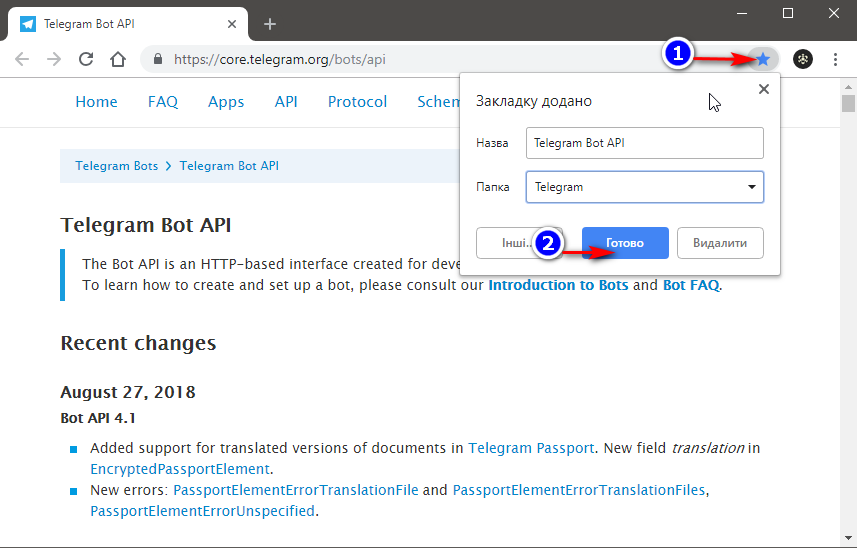 Telegram Bot API
https://core.telegram.org/bots/api
1
Home FAQ Apps API Protocol Schem
Закладку додано
Назва Telegram Bot API
Папка Telegram
Інші..
2
Готово
Видалити
Telegram Bots > Telegram Bot API
Telegram Bot API
The Bot API is an HTTP-based interface created for
To learn how to create and set up a bot, please consult our Introduction to Bots and Bot FAQ.
Recent changes
August 27, 2018
Bot API 4.1
Added support for translated versions of documents in Telegram Passport. New field translation in
EncryptedPassportElement.
New errors: PassportElementErrorTranslationFile and PassportElementErrorTranslationFiles,
PassportElementErrorUnspecified.